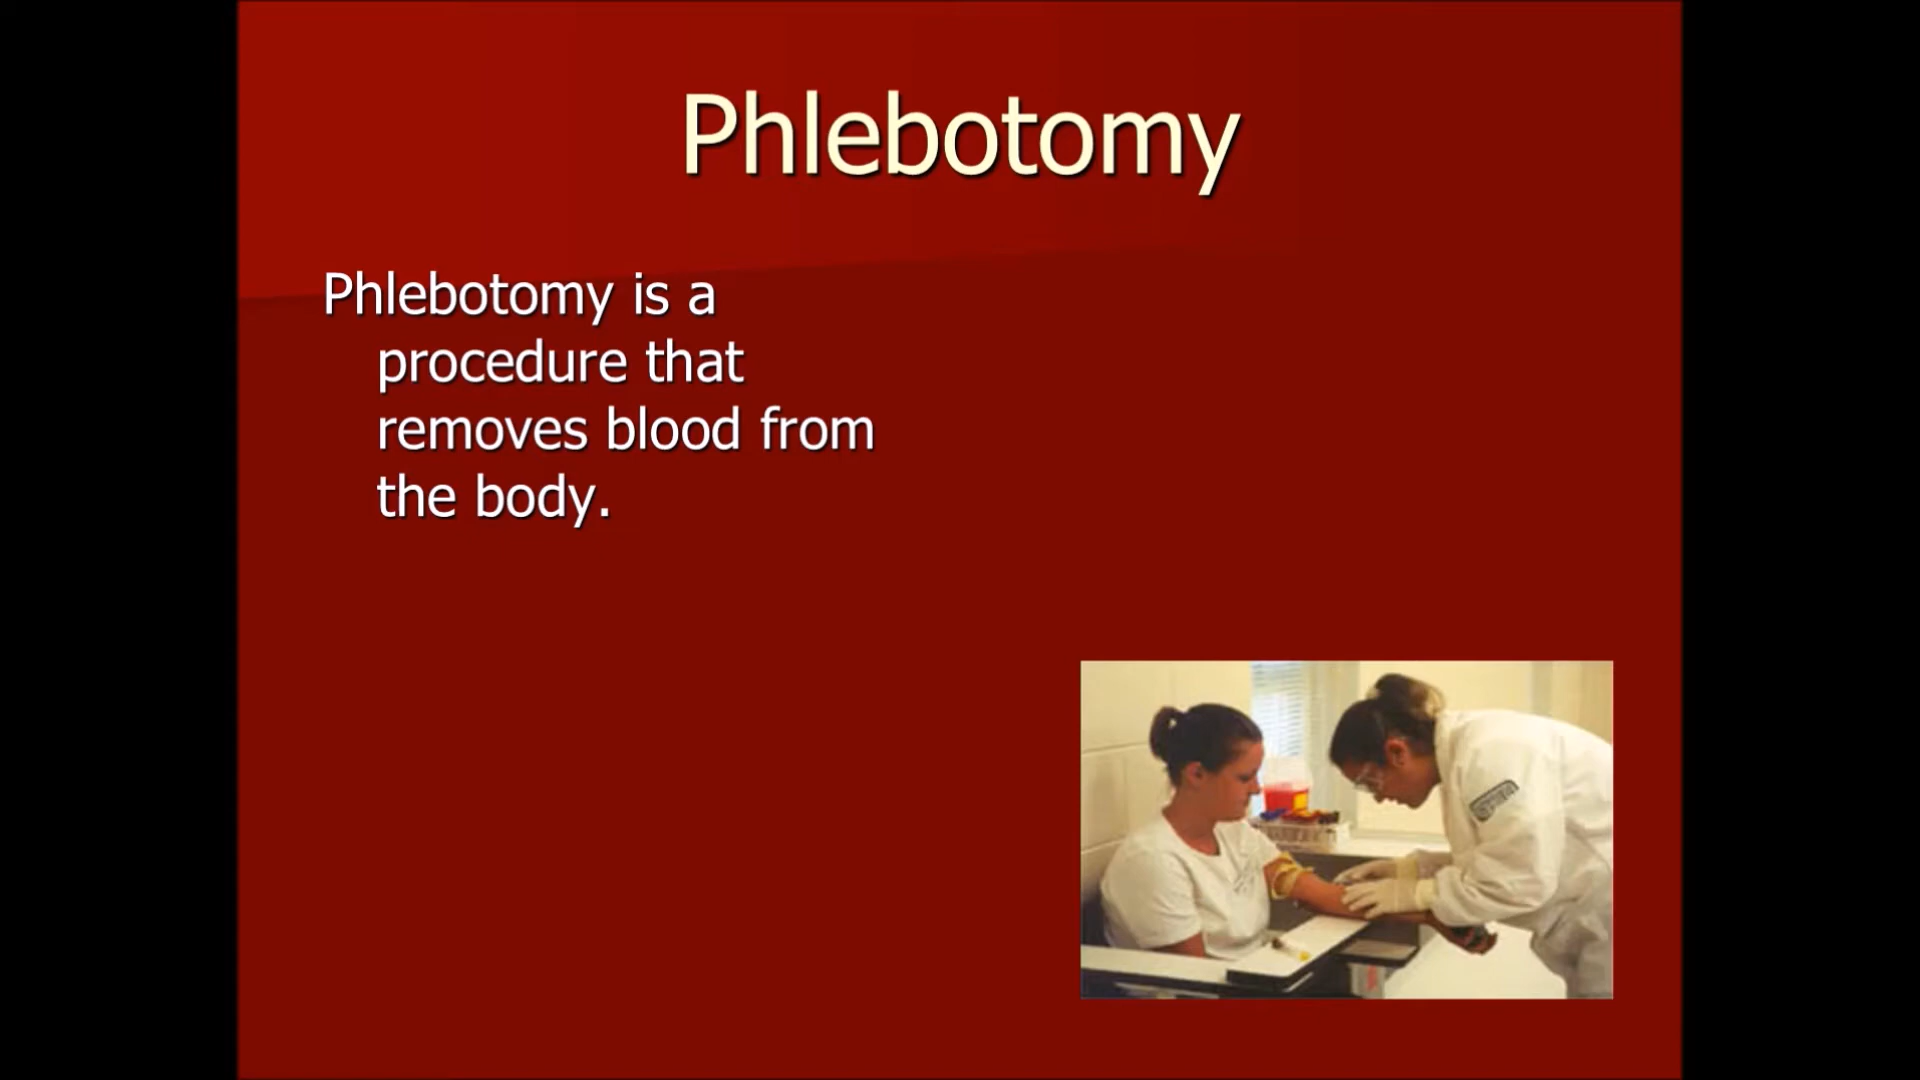 Phlebotomy
Phlebotomy is a
procedure that
removes blood from
the body.